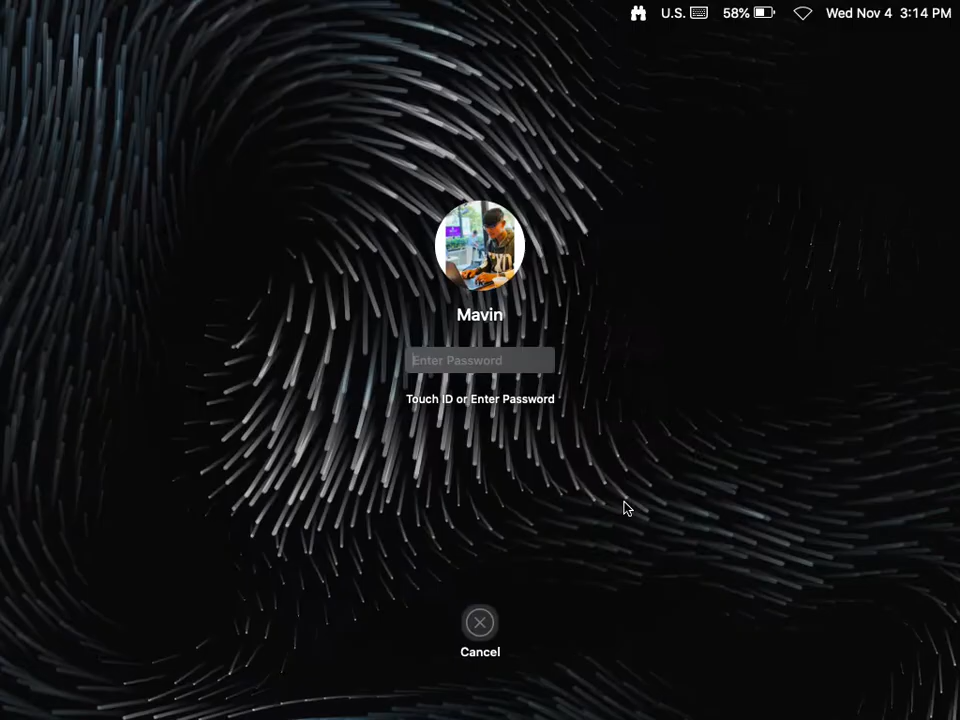 U.S. 58% Wed Nov 4 3:14 PM
Mavin
Enter Password
Touch ID or Enter Password
Cancel